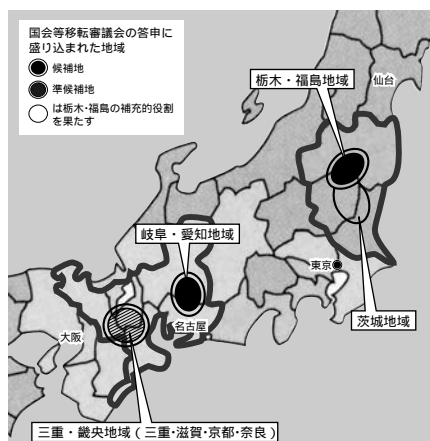 国会等移転審議会の答申に
盛り込まれた地域
候補地
準候補地
は栃木・福島の補充的役割
を果たす
栃木・福島地域
仙台
岐阜・愛知地域
東京
茨城地域
名古屋
大阪
三重・畿央地域（三重・滋賀・京都・奈良）